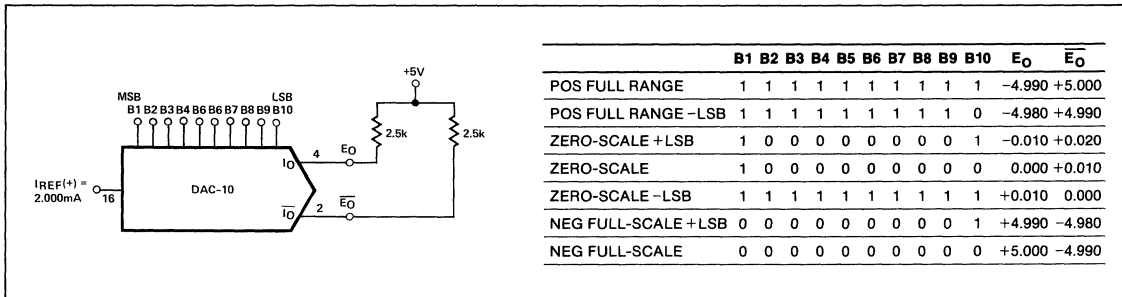 +5V
MSB LSB
B1 B2 B3 B4 B6 B6 B7 B8 B9 B10
2.5k 2.5k
4 EO
IO
IREF(+) =
2.000mA 16
DAC-10
IO 2 EO
B1 B2 B3 B4 B5 B6 B7 B8 B9 B10 EO EO
POS FULL RANGE 1 1 1 1 1 1 1 1 1 1 −4.990 +5.000
POS FULL RANGE −LSB 1 1 1 1 1 1 1 1 1 0 −4.980 +4.990
ZERO-SCALE +LSB 1 0 0 0 0 0 0 0 0 1 −0.010 +0.020
ZERO-SCALE 1 0 0 0 0 0 0 0 0 0 0.000 +0.010
ZERO-SCALE −LSB 1 1 1 1 1 1 1 1 1 1 +0.010 0.000
NEG FULL-SCALE +LSB 0 0 0 0 0 0 0 0 0 1 +4.990 −4.980
NEG FULL-SCALE 0 0 0 0 0 0 0 0 0 0 +5.000 −4.990